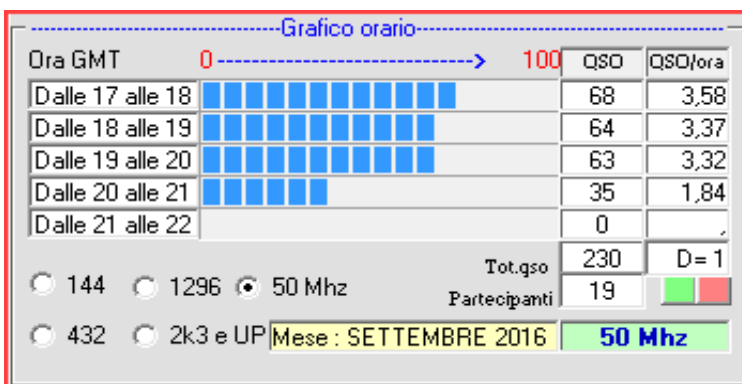 Grafico orario
Ora GMT 0 -----------------------------> 100 QSO QSO/ora
Dalle 17 alle 18 68 3,58
Dalle 18 alle 19 64 3,37
Dalle 19 alle 20 63 3,32
Dalle 20 alle 21 35 1,84
Dalle 21 alle 22 0 ,
Tot.qso 230 D= 1
144 1296 50 Mhz Partecipanti 19
432 2k3 e UP Mese : SETTEMBRE 2016 50 Mhz